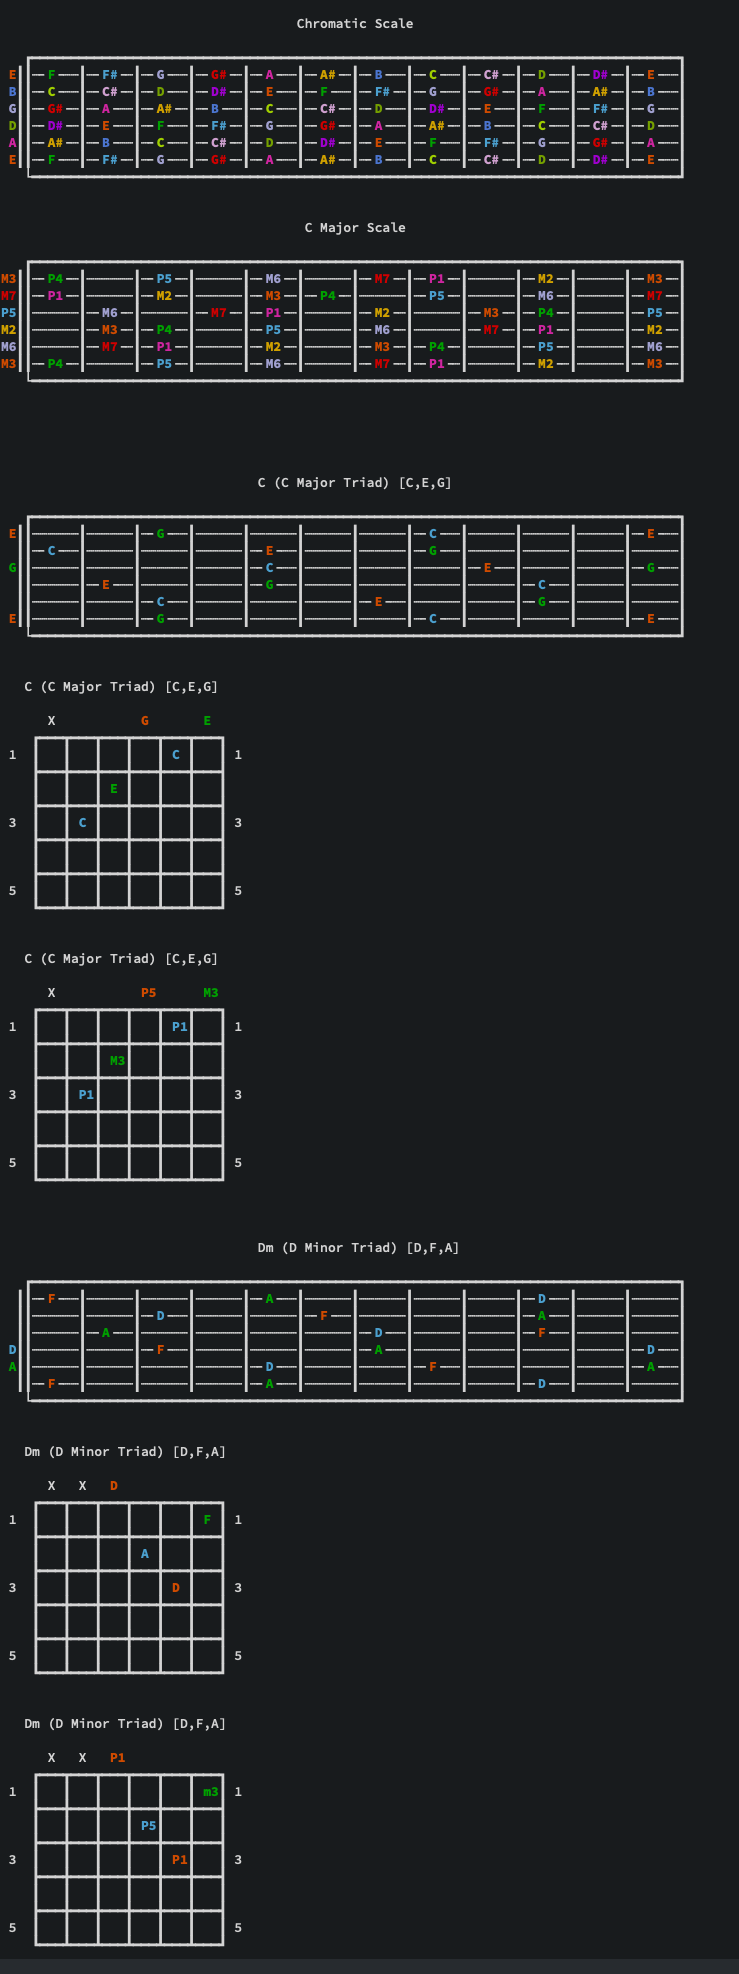 Chromatic Scale
E F F# G G# A A# B C C# D D# E
B C C# D D# E F F# G G# A A# B
G G# A A# B C C# D D# E F F# G
D D# E F F# G G# A A# B C C# D
A A# B C C# D D# E F F# G G# A
E F F# G G# A A# B C C# D D# E
C Major Scale
M3 P4 P5 M6 M7 P1 M2 M3
M7 P1 M2 M3 P4 P5 M6 M7
P5 M6 M7 P1 M2 M3 P4 P5
M2 M3 P4 P5 M6 M7 P1 M2
M6 M7 P1 M2 M3 P4 P5 M6
M3 P4 P5 M6 M7 P1 M2 M3
C (C Major Triad) [C,E,G]
E G C E
C E G
G C E G
E G C
C E G
E G C E
C (C Major Triad) [C,E,G]
X G E
1 C 1
E
3 C 3
5 5
C (C Major Triad) [C,E,G]
X P5 M3
1 P1 1
M3
3 P1 3
5 5
Dm (D Minor Triad) [D,F,A]
F A D
D F A
A D F
D F A D
A D F A
F A D
Dm (D Minor Triad) [D,F,A]
X X D
1 F 1
A
3 D 3
5 5
Dm (D Minor Triad) [D,F,A]
X X P1
1 m3 1
P5
3 P1 3
5 5